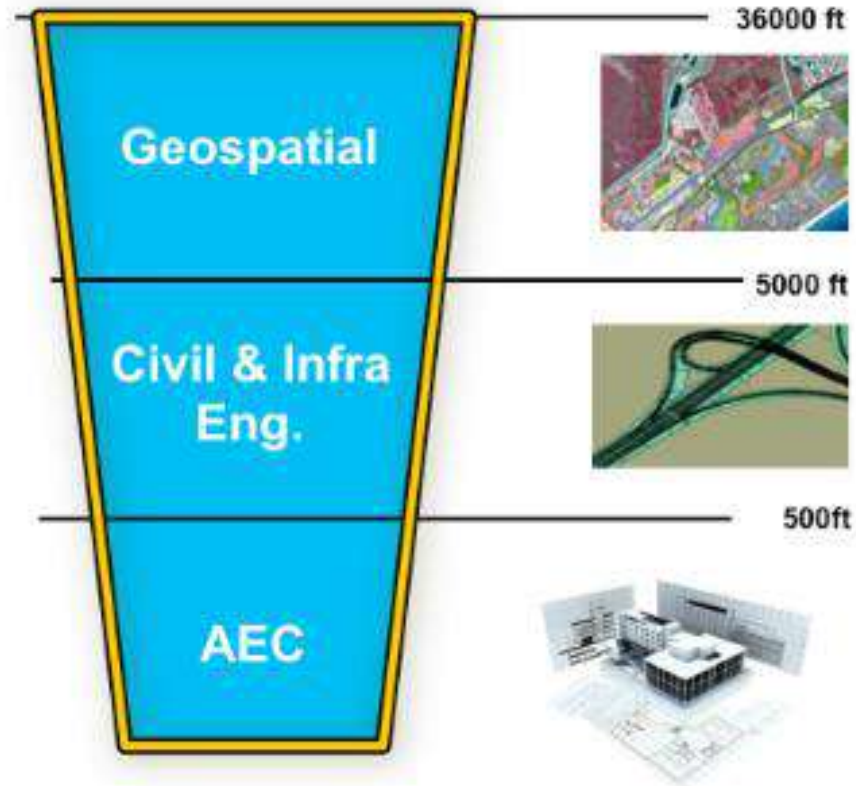 36000 ft
Geospatial
5000 ft
Civil & Infra
Eng.
500ft
AEC